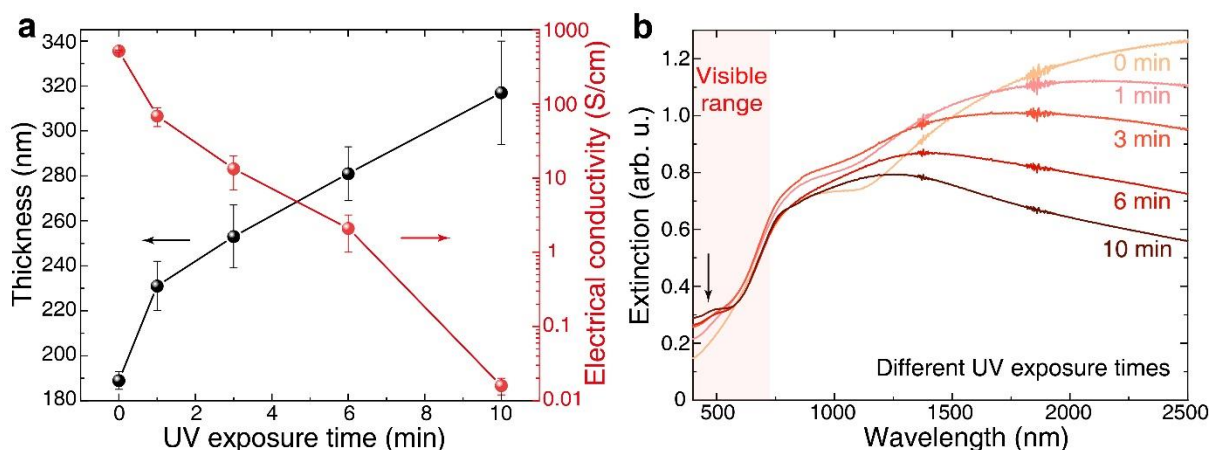 a
Thickness (nm)
340
320
300
280
260
240
220
200
180
0
2
4
6
8
10
UV exposure time (min)
1000
100
10
1
0.1
0.01
Electrical conductivity (S/cm)
b
Extinction (arb. u.)
1.2
1.0
0.8
0.6
0.4
0.2
0.0
Visible
range
0 min
1 min
3 min
6 min
10 min
Different UV exposure times
500
1000
1500
2000
2500
Wavelength (nm)